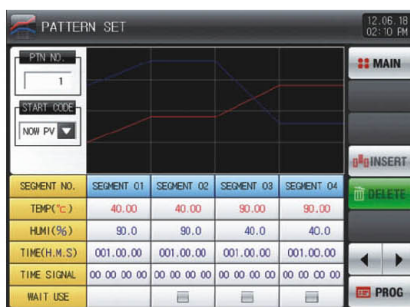 PATTERN SET
12.06.18
02:10 PM
PTN NO.
1
START CODE
NOW PV
MAIN
INSERT
DELETE
SEGMENT NO. SEGMENT 01 SEGMENT 02 SEGMENT 03 SEGMENT 04
TEMP(℃) 40.00 40.00 90.00 90.00
HUMI(%) 90.0 90.0 40.0 40.0
TIME(H.M.S) 001.00.00 001.00.00 001.00.00 001.00.00
TIME SIGNAL 00 00 00 00 00 00 00 00 00 00 00 00 00 00 00 00
WAIT USE
PROG